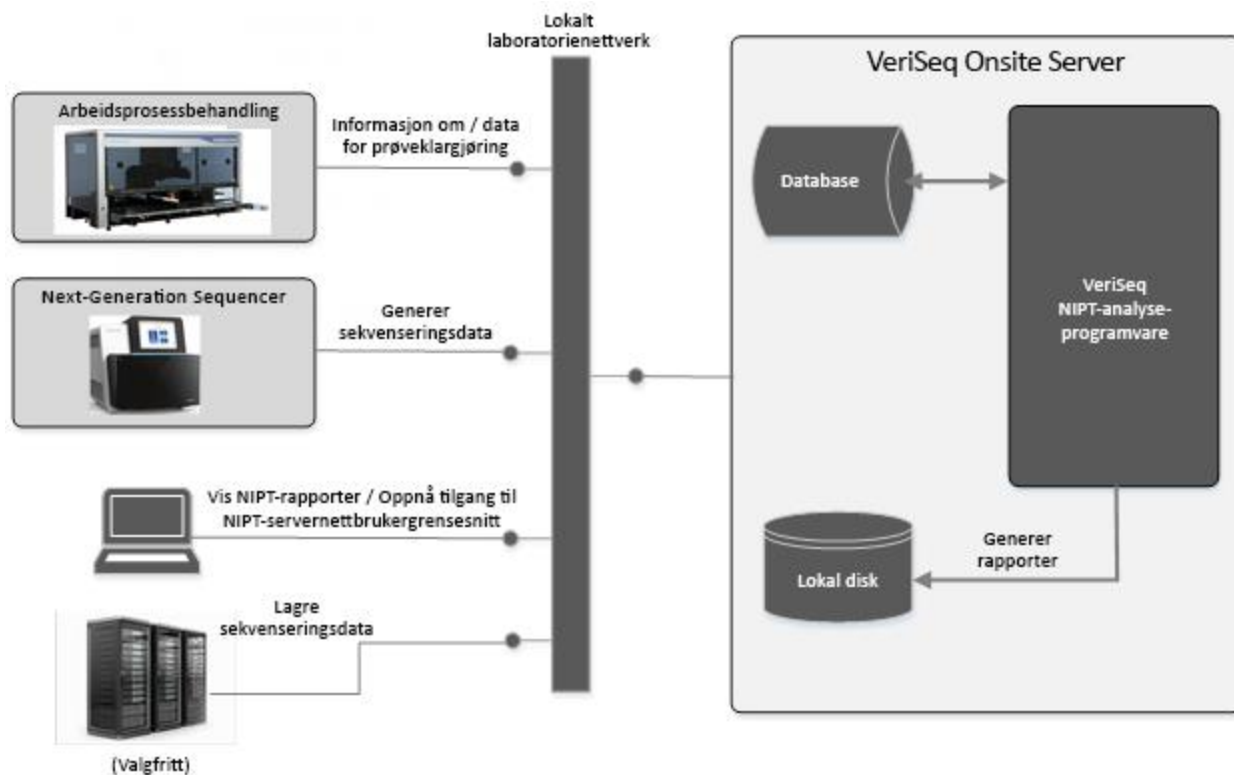 Lokalt
laboratorienettverk
Arbeidsprosessbehandling
Informasjon om / data
for prøveklargjøring
Next-Generation Sequencer
Generer
sekvenseringsdata
Vis NIPT-rapporter / Oppnå tilgang til
NIPT-servernettbrukergrensesnitt
Lagre
sekvenseringsdata
(Valgfritt)
VeriSeq Onsite Server
Database
VeriSeq
NIPT-analyse-
programvare
Generer
rapporter
Lokal disk